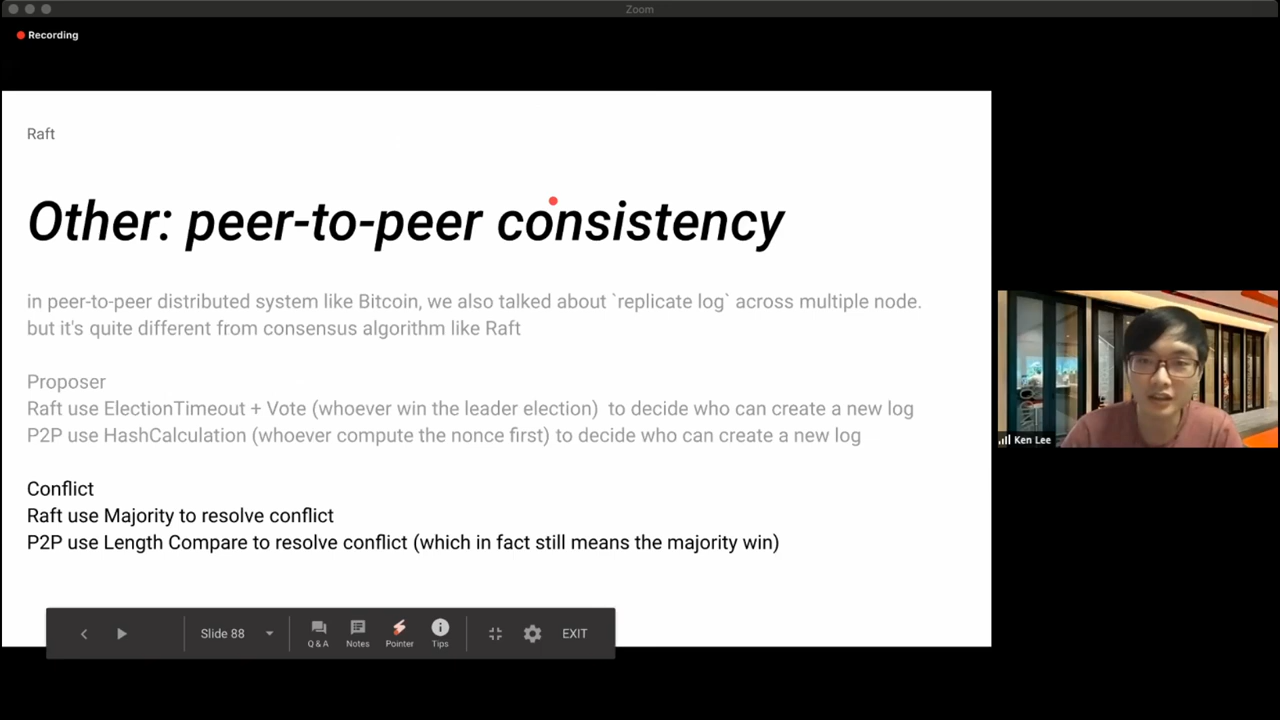 Zoom
Recording
Raft
Other: peer-to-peer consistency
in peer-to-peer distributed system like Bitcoin, we also talked about `replicate log` across multiple node.
but it's quite different from consensus algorithm like Raft
Proposer
Raft use ElectionTimeout + Vote (whoever win the leader election)  to decide who can create a new log
P2P use HashCalculation (whoever compute the nonce first) to decide who can create a new log
Conflict
Raft use Majority to resolve conflict
P2P use Length Compare to resolve conflict (which in fact still means the majority win)
Ken Lee
Slide 88
Q & A
Notes
Pointer
Tips
EXIT